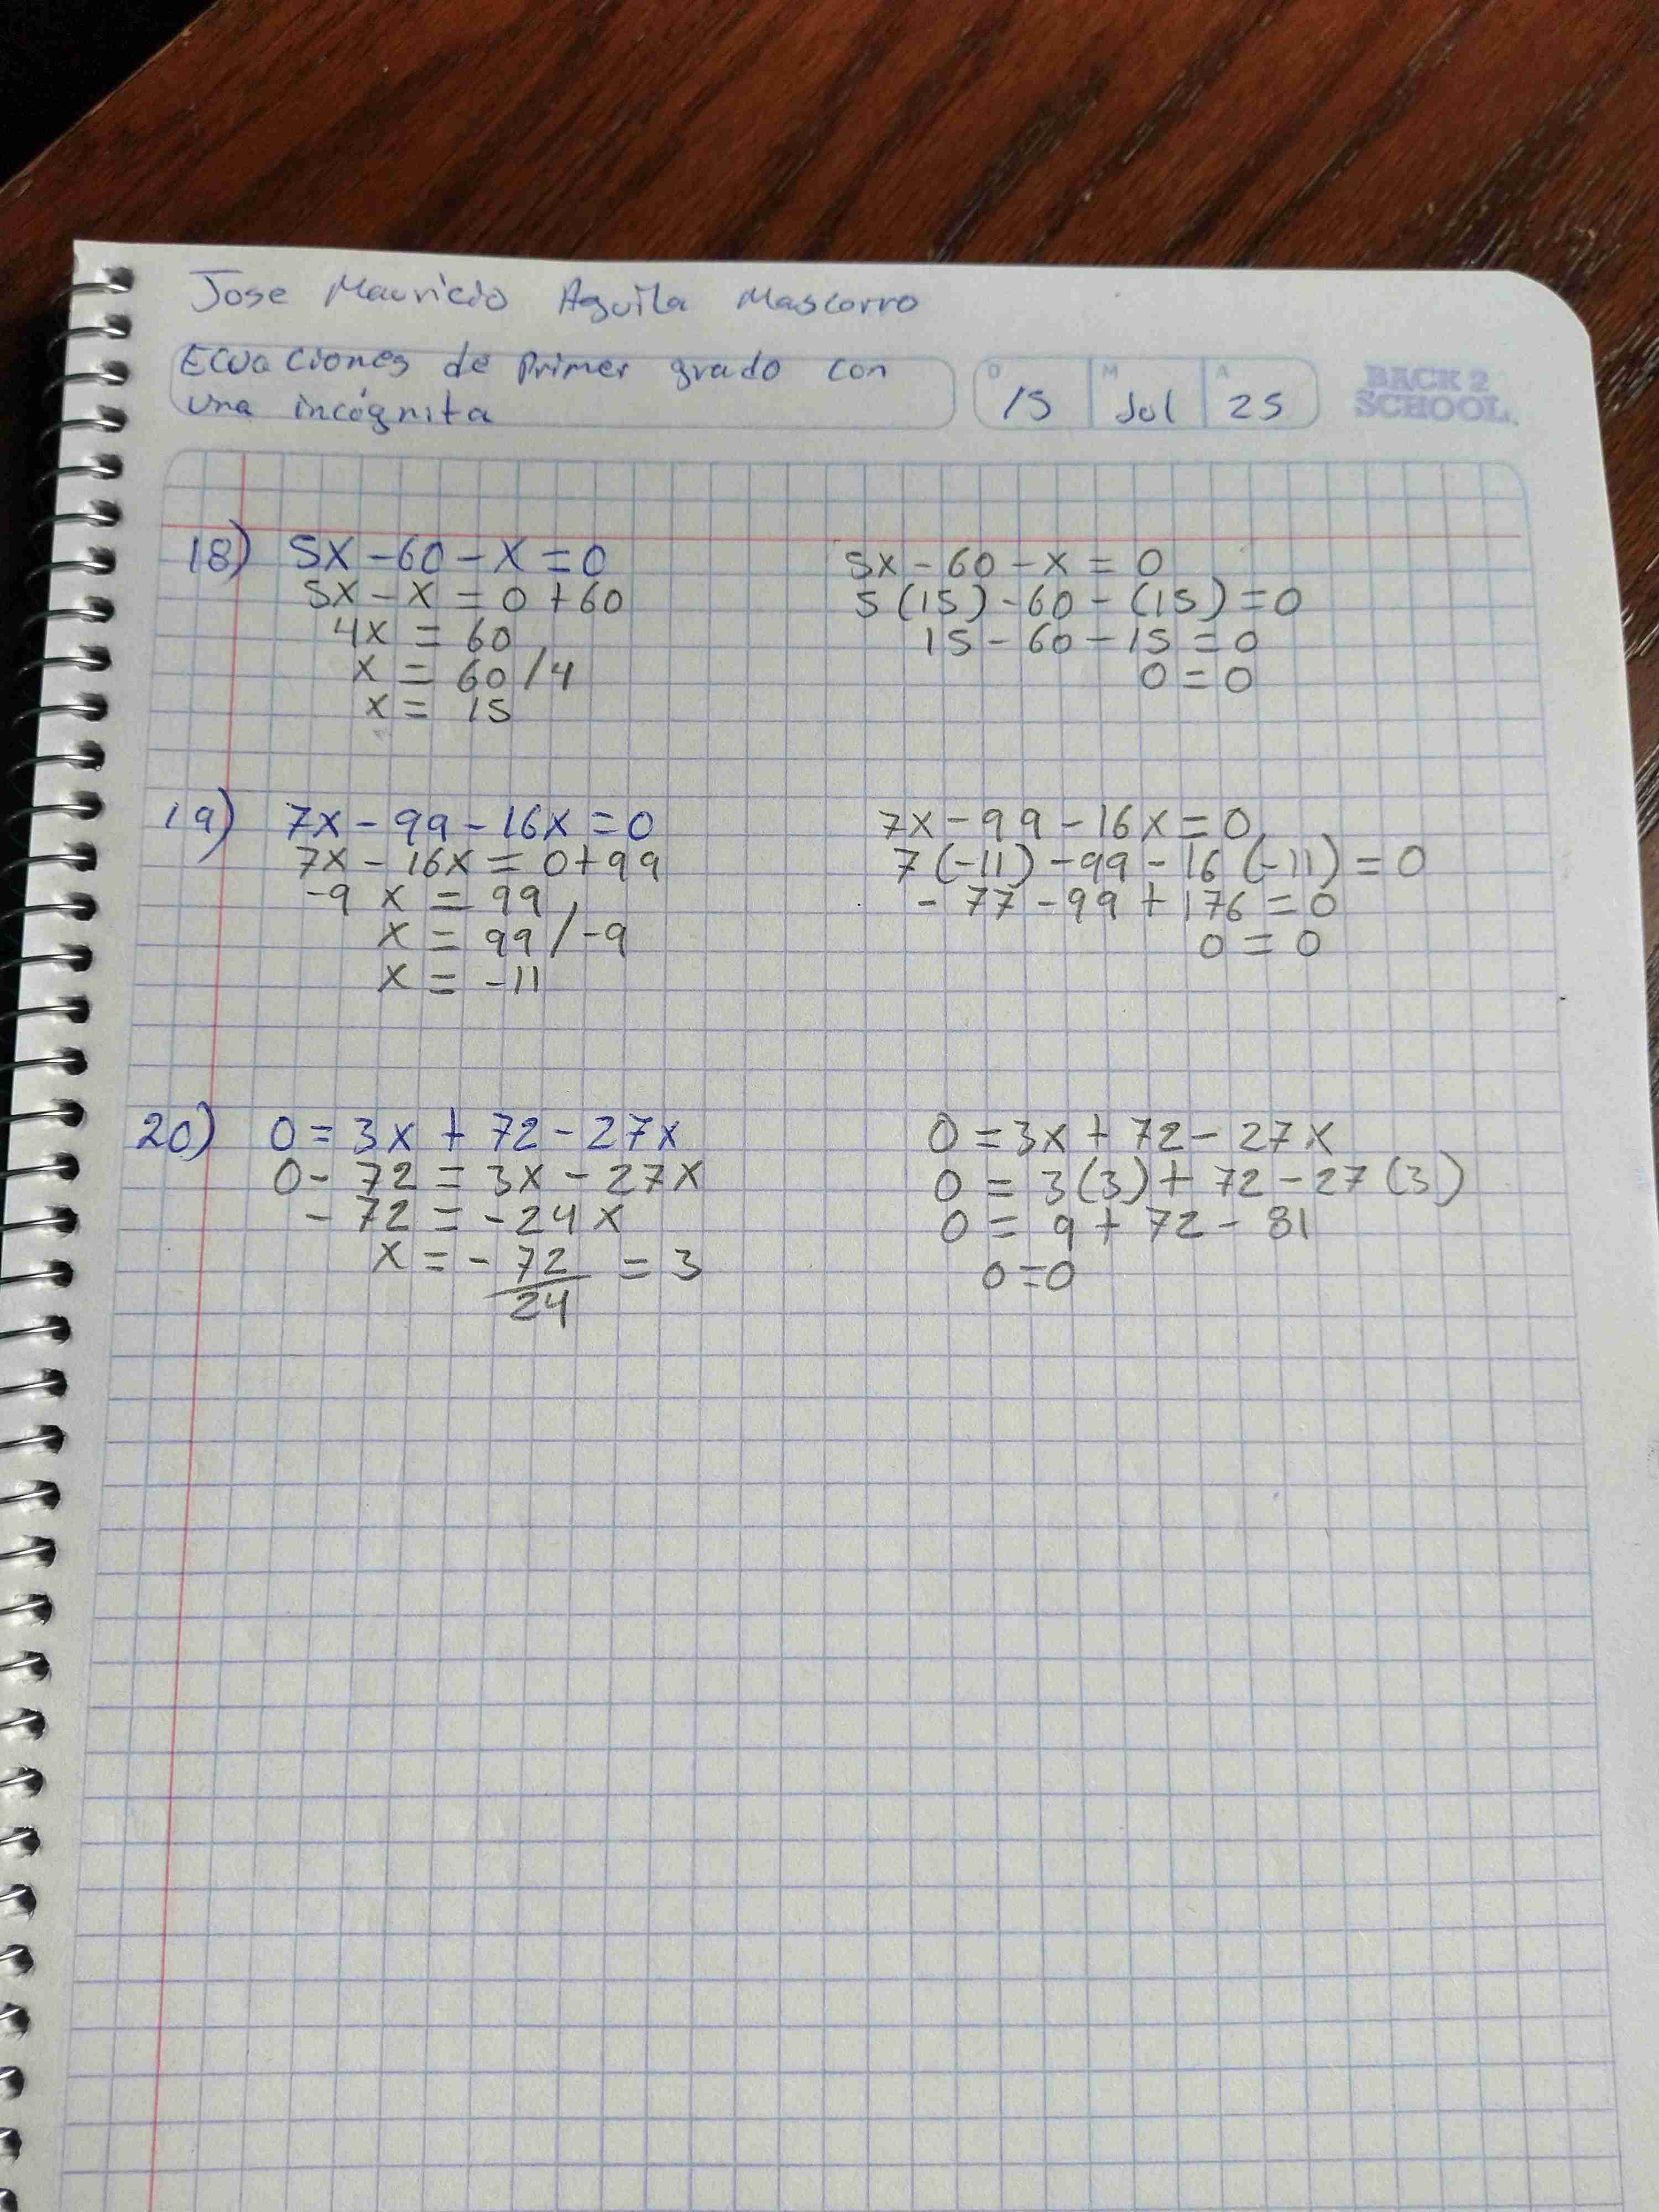 Jose Mauricio Aguila Mascorro
Ecuaciones de Primer grado con
una incógnita
D 15 M Jul A 25
BACK 2
SCHOOL
18) 5x - 60 - x = 0
5x - x = 0 + 60
4x = 60
x = 60 / 4
x = 15
5x - 60 - x = 0
5(15) - 60 - (15) = 0
15 - 60 - 15 = 0
0 = 0
19) 7x - 99 - 16x = 0
7x - 16x = 0 + 99
-9 x = 99
x = 99 / -9
x = -11
7x - 99 - 16x = 0
7(-11) - 99 - 16(-11) = 0
- 77 - 99 + 176 = 0
0 = 0
20) 0 = 3x + 72 - 27x
0 - 72 = 3x - 27x
- 72 = -24x
x = - 72 = 3
24
0 = 3x + 72 - 27x
0 = 3(3) + 72 - 27(3)
0 = 9 + 72 - 81
0 = 0